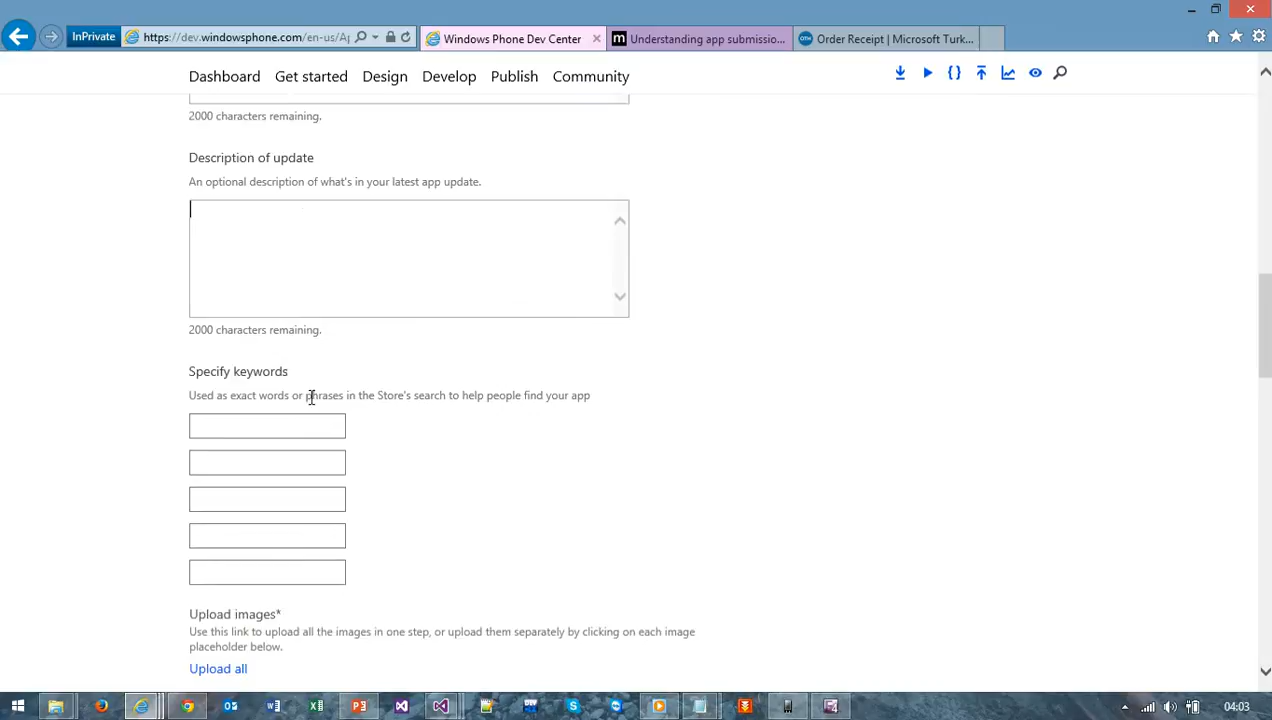 InPrivate
https://dev.windowsphone.com/en-us/Ap
Windows Phone Dev Center
Understanding app submissio...
Order Receipt | Microsoft Turk...
Dashboard Get started Design Develop Publish Community
2000 characters remaining.
Description of update
An optional description of what's in your latest app update.
2000 characters remaining.
Specify keywords
Used as exact words or phrases in the Store's search to help people find your app
Upload images*
Use this link to upload all the images in one step, or upload them separately by clicking on each image
placeholder below.
Upload all
04:03